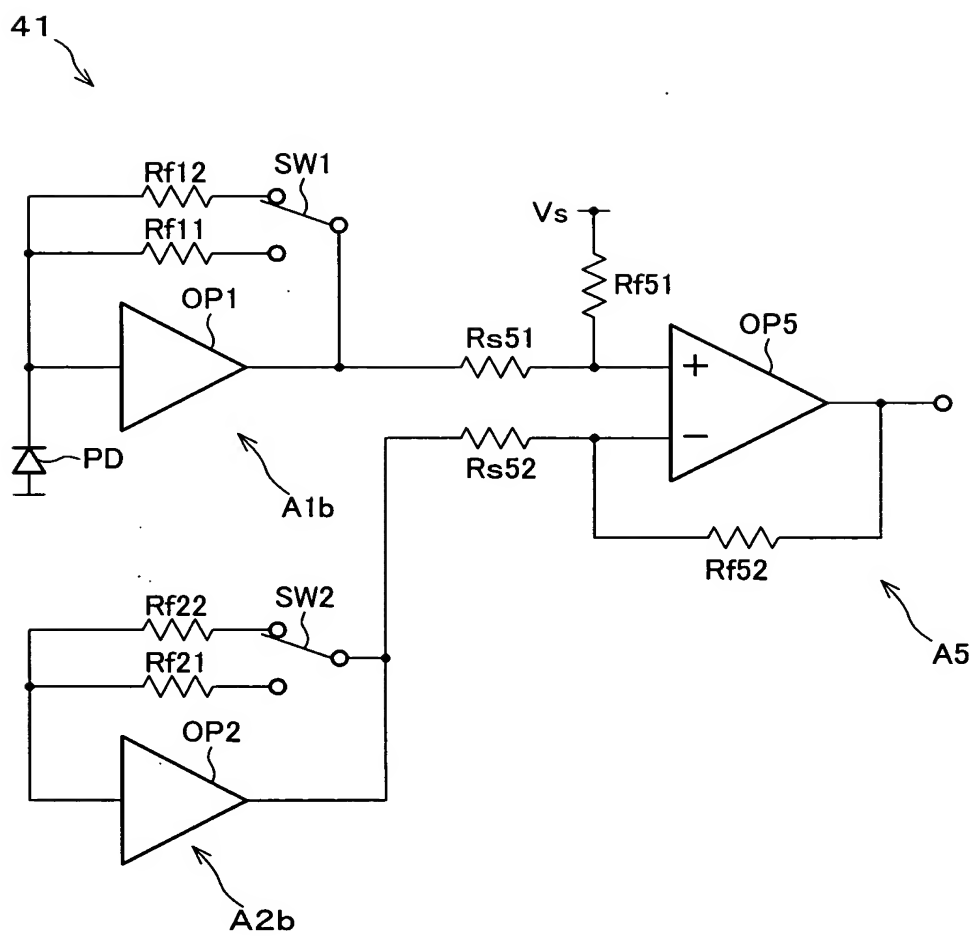 41
Rf12
SW1
Rf11
Vs
Rf51
OP1
OP5
Rs51
+
−
Rs52
PD
A1b
Rf52
Rf22
SW2
Rf21
A5
OP2
A2b